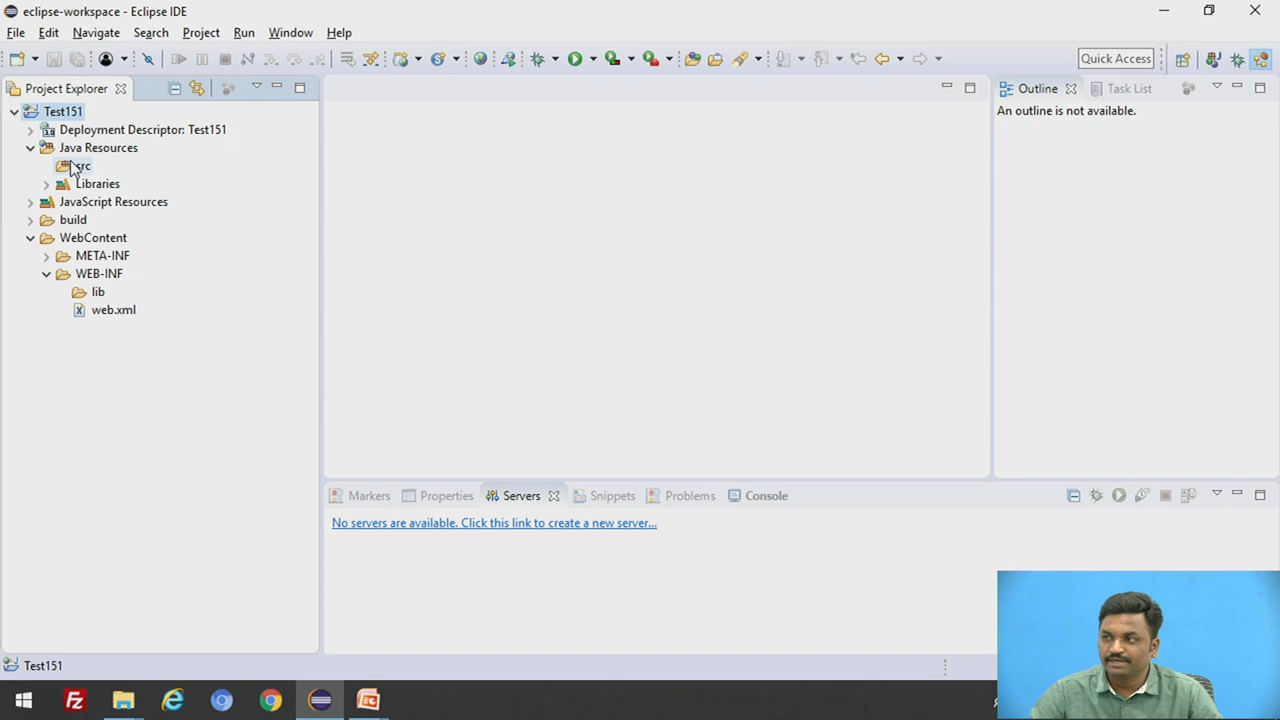 eclipse-workspace - Eclipse IDE
File Edit Navigate Search Project Run Window Help
Quick Access
Project Explorer
Outline
Task List
Test151
An outline is not available.
Deployment Descriptor: Test151
Java Resources
src
Libraries
JavaScript Resources
build
WebContent
META-INF
WEB-INF
lib
web.xml
Markers Properties Servers Snippets Problems Console
No servers are available. Click this link to create a new server...
Test151